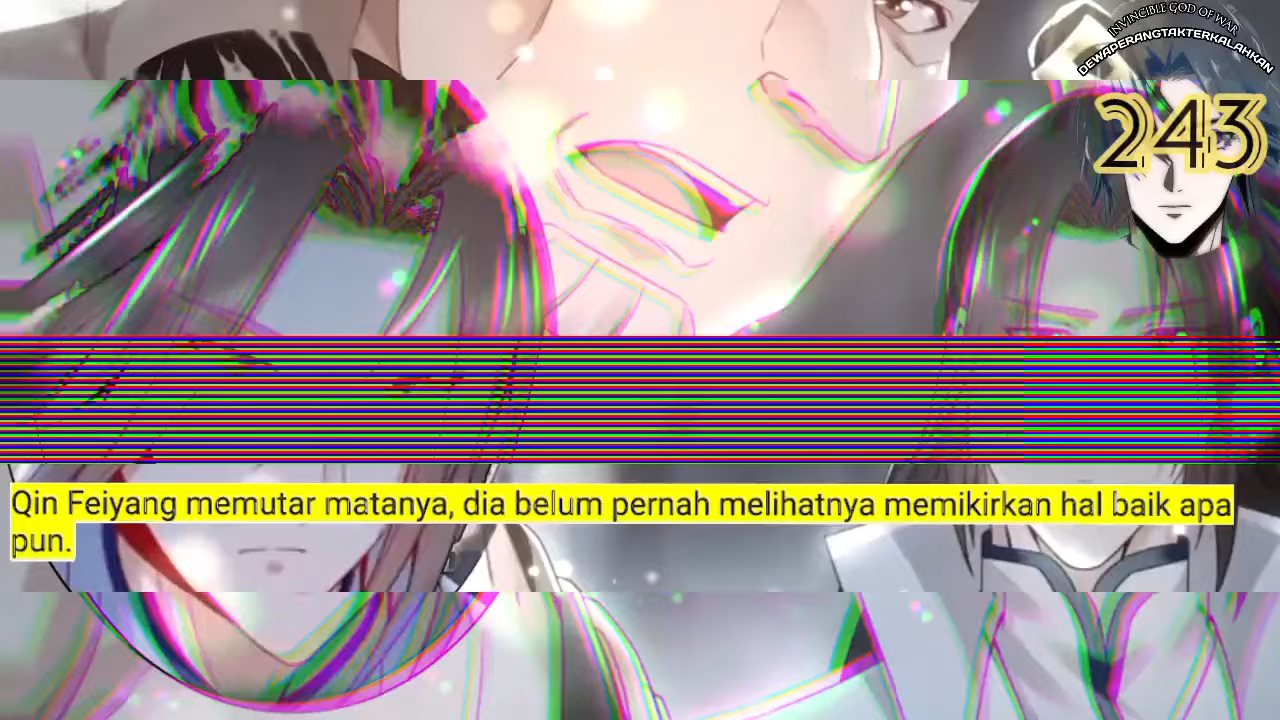 INVINCIBLE GOD OF WAR
DEWAPERANGTAKTERKALAHKAN
243
Qin Feiyang memutar matanya, dia belum pernah melihatnya memikirkan hal baik apa
pun.